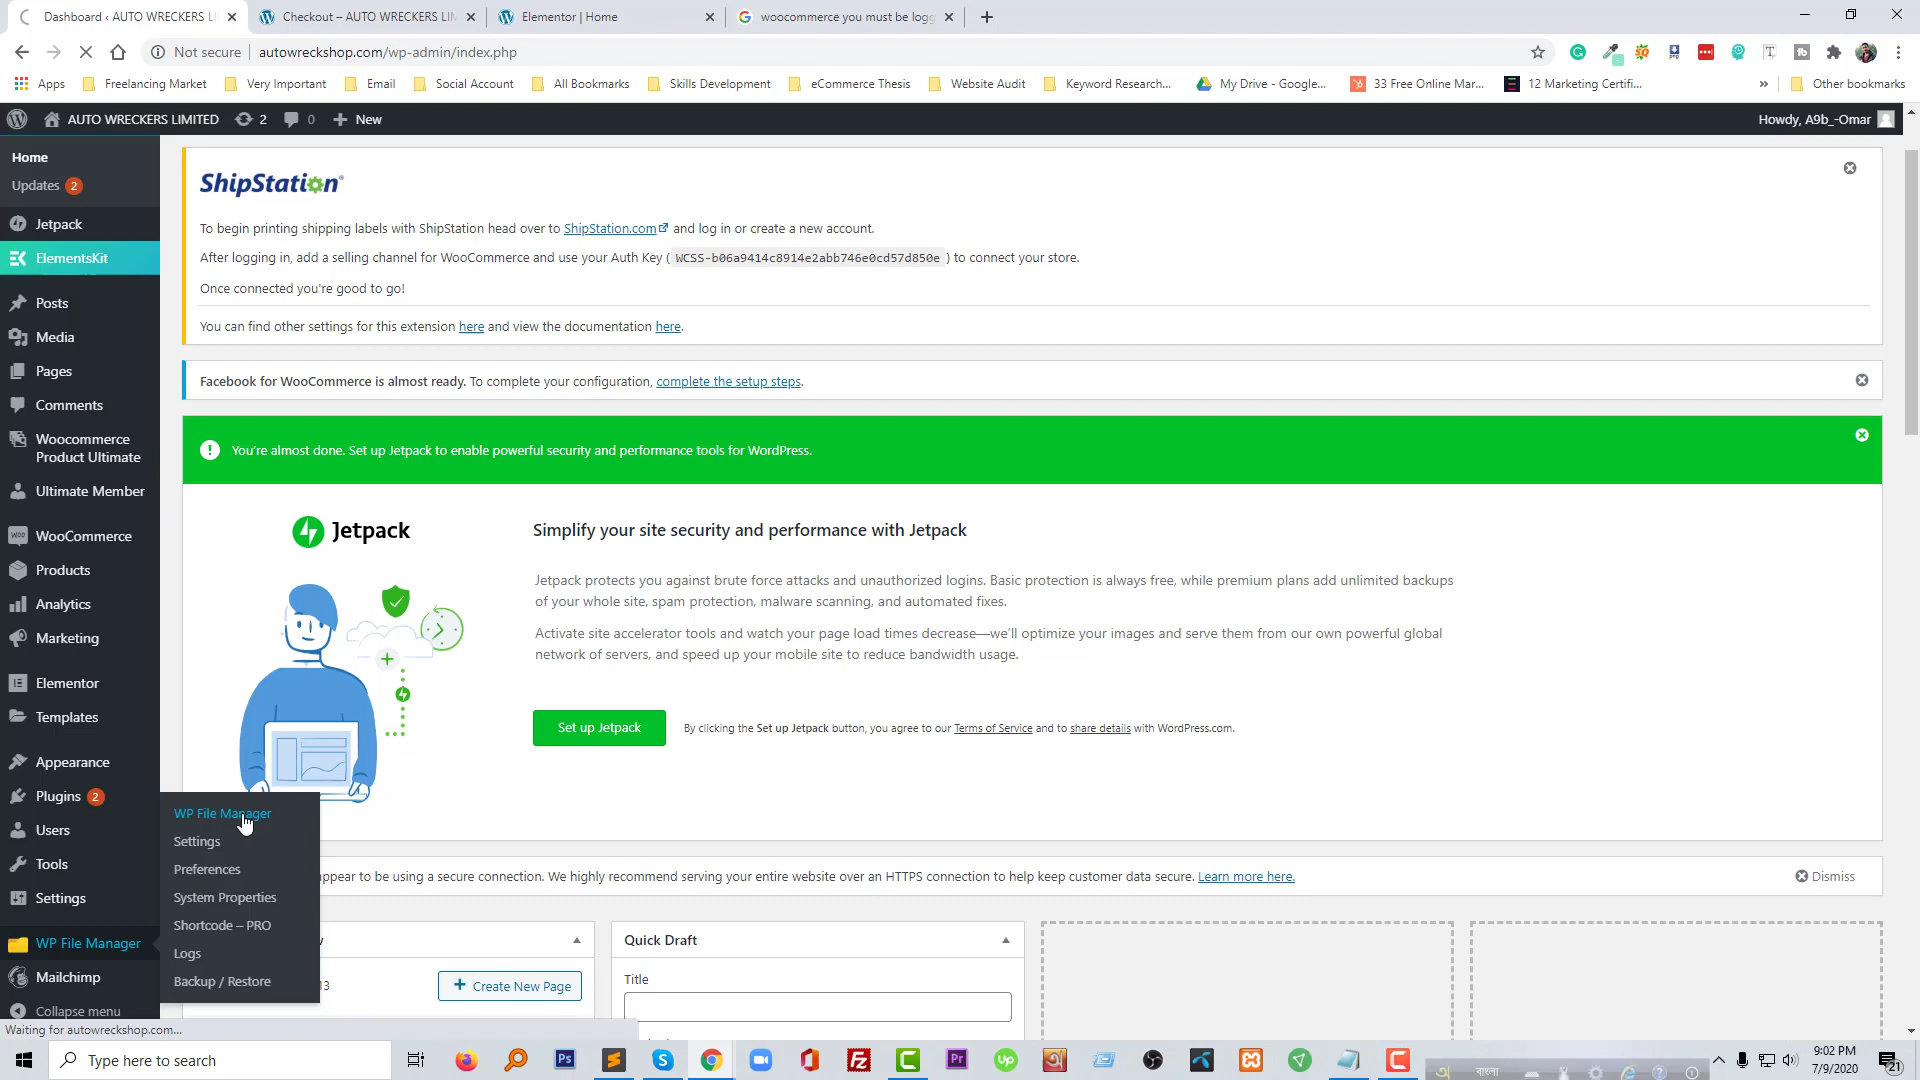 Dashboard ‹ AUTO WRECKERS LI
Checkout – AUTO WRECKERS LIM
Elementor | Home
woocommerce you must be logg
Not secure
autowreckshop.com/wp-admin/index.php
Apps
Freelancing Market
Very Important
Email
Social Account
All Bookmarks
Skills Development
eCommerce Thesis
Website Audit
Keyword Research...
My Drive - Google...
33 Free Online Mar...
12 Marketing Certifi...
Other bookmarks
AUTO WRECKERS LIMITED
2
0
New
Howdy, A9b_-Omar
Home
Updates 2
Jetpack
ElementsKit
Posts
Media
Pages
Comments
Woocommerce
Product Ultimate
Ultimate Member
WooCommerce
Products
Analytics
Marketing
Elementor
Templates
Appearance
Plugins 2
Users
Tools
Settings
WP File Manager
Mailchimp
Collapse menu
WP File Manager
Settings
Preferences
System Properties
Shortcode – PRO
Logs
Backup / Restore
ShipStation
To begin printing shipping labels with ShipStation head over to ShipStation.com and log in or create a new account.
After logging in, add a selling channel for WooCommerce and use your Auth Key ( WCSS-b06a9414c8914e2abb746e0cd57d850e ) to connect your store.
Once connected you're good to go!
You can find other settings for this extension here and view the documentation here.
Facebook for WooCommerce is almost ready. To complete your configuration, complete the setup steps.
You're almost done. Set up Jetpack to enable powerful security and performance tools for WordPress.
Jetpack
Simplify your site security and performance with Jetpack
Jetpack protects you against brute force attacks and unauthorized logins. Basic protection is always free, while premium plans add unlimited backups
of your whole site, spam protection, malware scanning, and automated fixes.
Activate site accelerator tools and watch your page load times decrease—we'll optimize your images and serve them from our own powerful global
network of servers, and speed up your mobile site to reduce bandwidth usage.
Set up Jetpack
By clicking the Set up Jetpack button, you agree to our Terms of Service and to share details with WordPress.com.
appear to be using a secure connection. We highly recommend serving your entire website over an HTTPS connection to help keep customer data secure. Learn more here.
Dismiss
Quick Draft
Title
13
Create New Page
Waiting for autowreckshop.com...
Type here to search
বাংলা
9:02 PM
7/9/2020
21